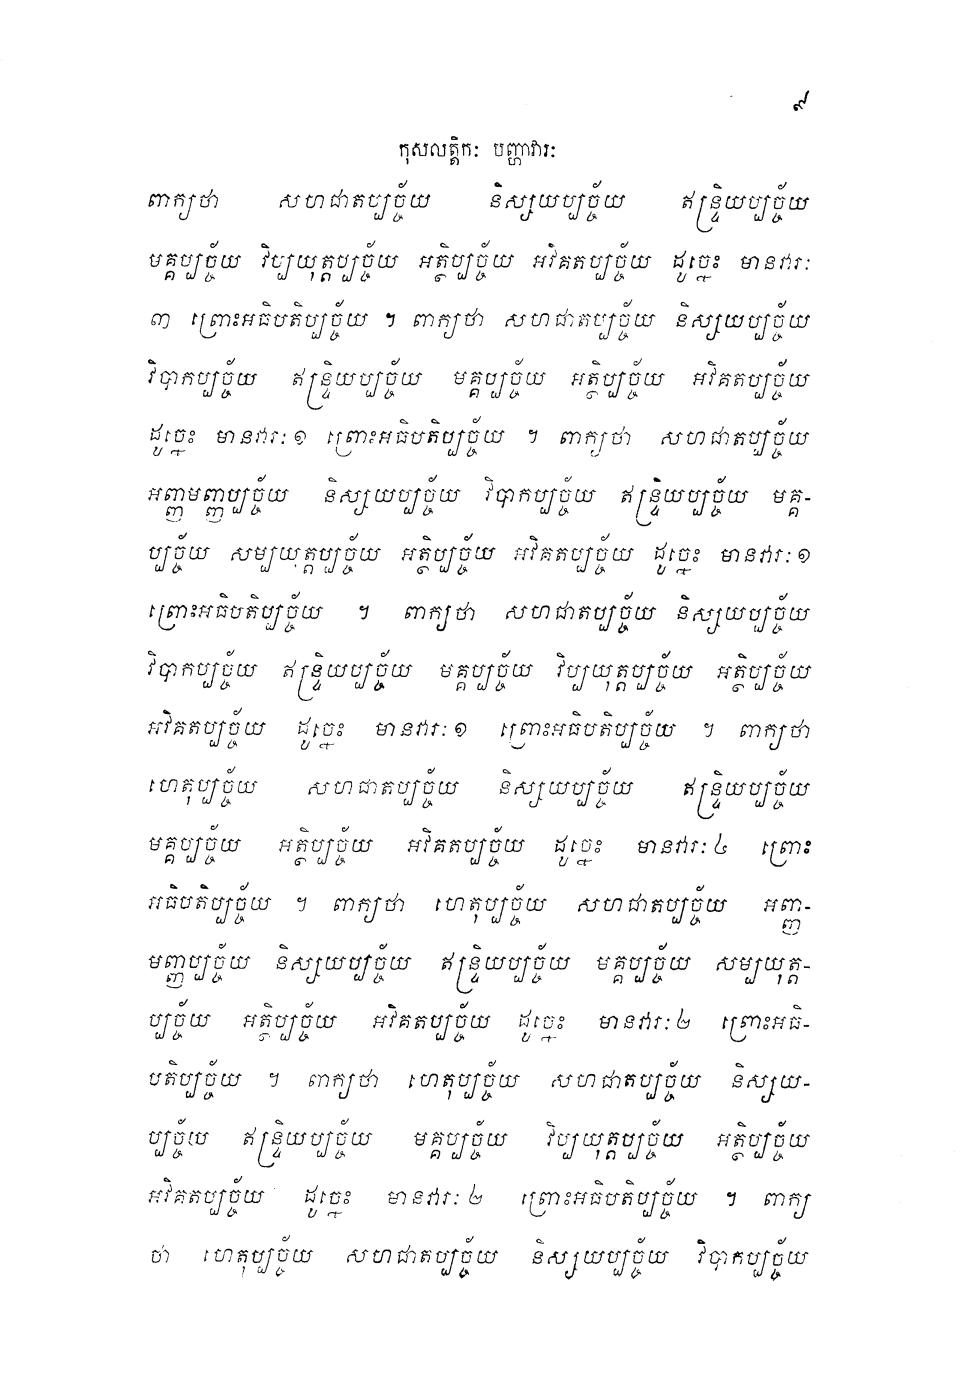 ៩
កុសលត្តិកៈ បញ្ហាវារៈ
ពាក្យថា សហជាតប្បច្ច័យ និស្សយប្បច្ច័យ ឥន្ទ្រិយប្បច្ច័យ
មគ្គប្បច្ច័យ វិប្បយុត្តប្បច្ច័យ អត្ថិប្បច្ច័យ អវិគតប្បច្ច័យ ដូច្នេះ មានវារៈ
៣ ព្រោះអធិបតិប្បច្ច័យ ។ ពាក្យថា សហជាតប្បច្ច័យ និស្សយប្បច្ច័យ
វិបាកប្បច្ច័យ ឥន្ទ្រិយប្បច្ច័យ មគ្គប្បច្ច័យ អត្ថិប្បច្ច័យ អវិគតប្បច្ច័យ
ដូច្នេះ មានវារៈ១ ព្រោះអធិបតិប្បច្ច័យ ។ ពាក្យថា សហជាតប្បច្ច័យ
អញ្ញមញ្ញប្បច្ច័យ និស្សយប្បច្ច័យ វិបាកប្បច្ច័យ ឥន្ទ្រិយប្បច្ច័យ មគ្គ-
ប្បច្ច័យ សម្បយុត្តប្បច្ច័យ អត្ថិប្បច្ច័យ អវិគតប្បច្ច័យ ដូច្នេះ មានវារៈ១
ព្រោះអធិបតិប្បច្ច័យ ។ ពាក្យថា សហជាតប្បច្ច័យ និស្សយប្បច្ច័យ
វិបាកប្បច្ច័យ ឥន្ទ្រិយប្បច្ច័យ មគ្គប្បច្ច័យ វិប្បយុត្តប្បច្ច័យ អត្ថិប្បច្ច័យ
អវិគតប្បច្ច័យ ដូច្នេះ មានវារៈ១ ព្រោះអធិបតិប្បច្ច័យ ។ ពាក្យថា
ហេតុប្បច្ច័យ សហជាតប្បច្ច័យ និស្សយប្បច្ច័យ ឥន្ទ្រិយប្បច្ច័យ
មគ្គប្បច្ច័យ អត្ថិប្បច្ច័យ អវិគតប្បច្ច័យ ដូច្នេះ មានវារៈ ៤ ព្រោះ
អធិបតិប្បច្ច័យ ។ ពាក្យថា ហេតុប្បច្ច័យ សហជាតប្បច្ច័យ អញ្ញ-
មញ្ញប្បច្ច័យ និស្សយប្បច្ច័យ ឥន្ទ្រិយប្បច្ច័យ មគ្គប្បច្ច័យ សម្បយុត្ត-
ប្បច្ច័យ អត្ថិប្បច្ច័យ អវិគតប្បច្ច័យ ដូច្នេះ មានវារៈ២ ព្រោះអធិ-
បតិប្បច្ច័យ ។ ពាក្យថា ហេតុប្បច្ច័យ សហជាតប្បច្ច័យ និស្សយ-
ប្បច្ច័យ ឥន្ទ្រិយប្បច្ច័យ មគ្គប្បច្ច័យ វិប្បយុត្តប្បច្ច័យ អត្ថិប្បច្ច័យ
អវិគតប្បច្ច័យ ដូច្នេះ មានវារៈ ២ ព្រោះអធិបតិប្បច្ច័យ ។ ពាក្យ
ថា ហេតុប្បច្ច័យ សហជាតប្បច្ច័យ និស្សយប្បច្ច័យ វិបាកប្បច្ច័យ